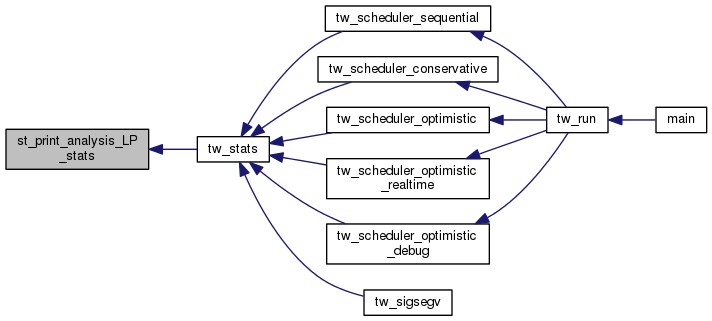 st_print_analysis_LP
_stats
tw_stats
tw_scheduler_sequential
tw_scheduler_conservative
tw_scheduler_optimistic
tw_scheduler_optimistic
_realtime
tw_scheduler_optimistic
_debug
tw_sigsegv
tw_run
main